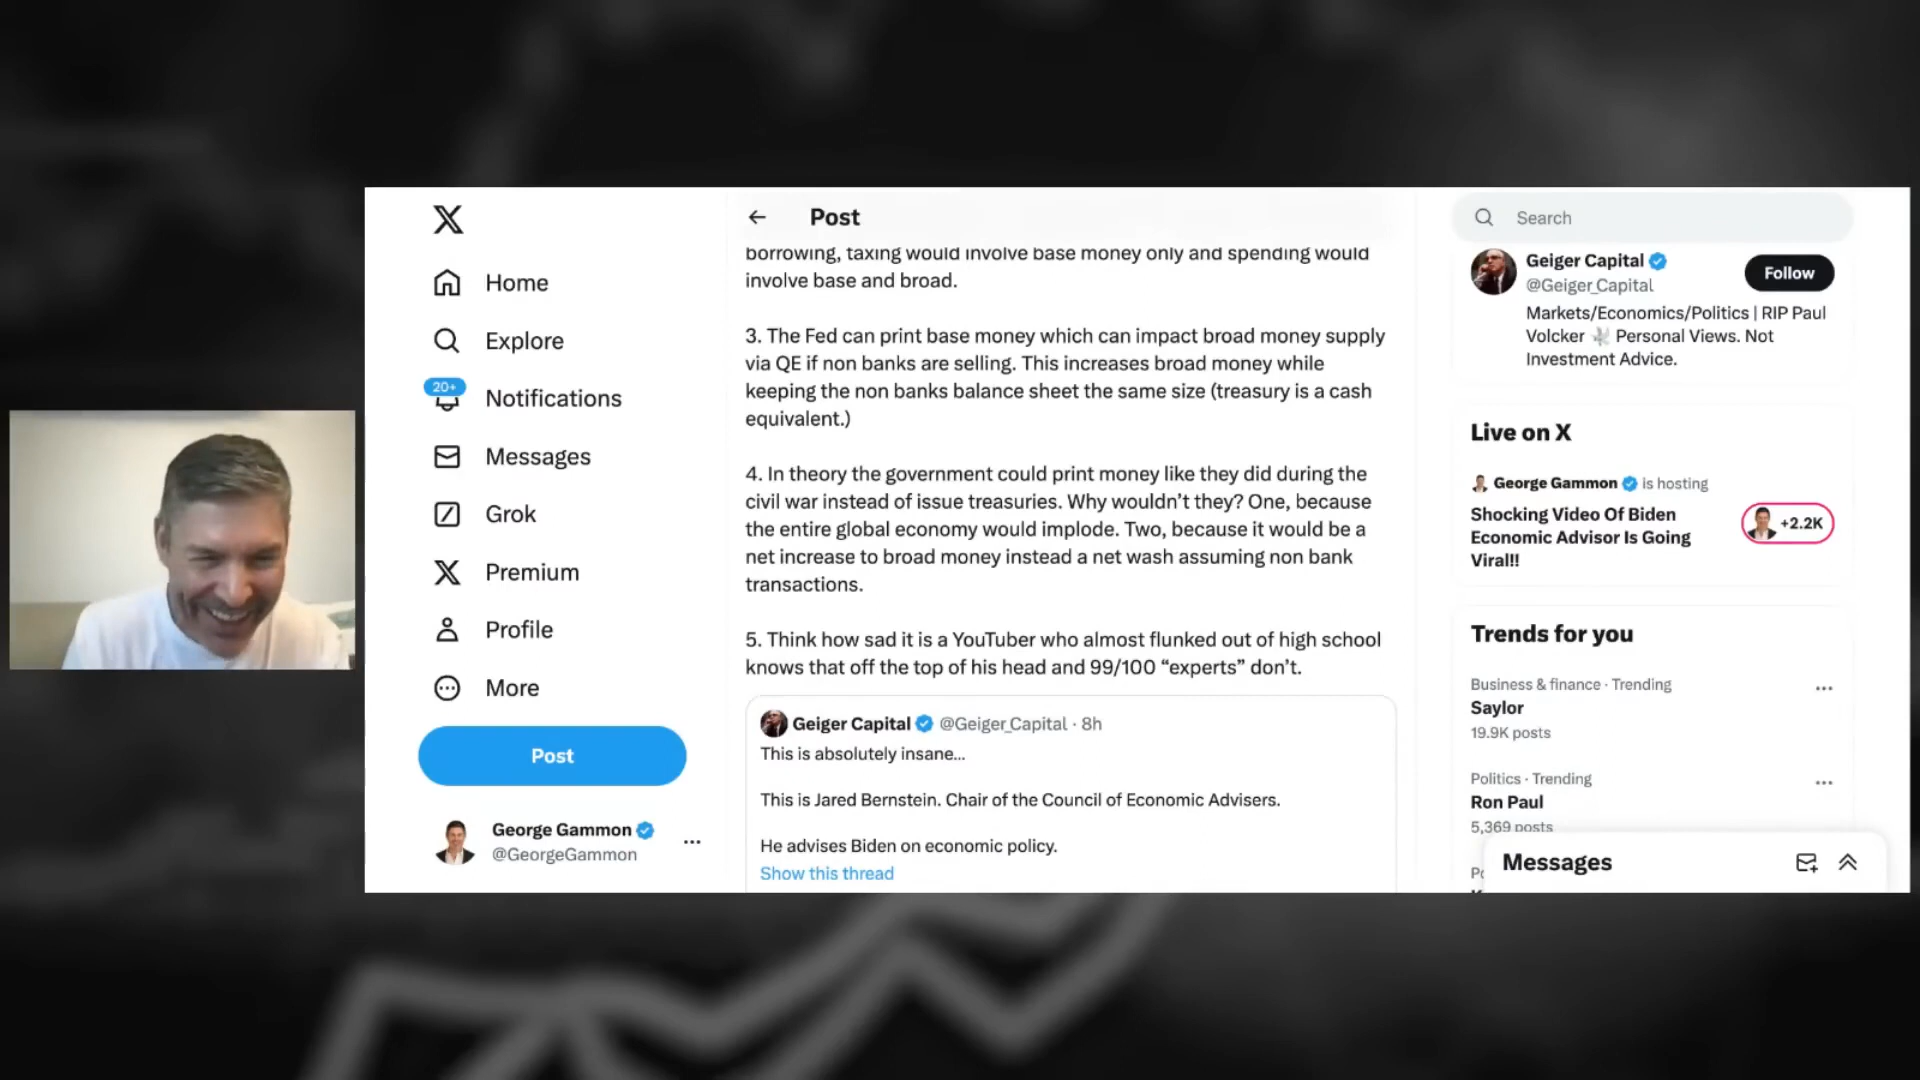 Home
Explore
20+
Notifications
Messages
Grok
Premium
Profile
More
Post
George Gammon
@GeorgeGammon
Post
borrowing, taxing would involve base money only and spending would
involve base and broad.
3. The Fed can print base money which can impact broad money supply
via QE if non banks are selling. This increases broad money while
keeping the non banks balance sheet the same size (treasury is a cash
equivalent.)
4. In theory the government could print money like they did during the
civil war instead of issue treasuries. Why wouldn’t they? One, because
the entire global economy would implode. Two, because it would be a
net increase to broad money instead a net wash assuming non bank
transactions.
5. Think how sad it is a YouTuber who almost flunked out of high school
knows that off the top of his head and 99/100 “experts” don’t.
Geiger Capital @Geiger_Capital · 8h
This is absolutely insane...
This is Jared Bernstein. Chair of the Council of Economic Advisers.
He advises Biden on economic policy.
Show this thread
Search
Geiger Capital
@Geiger_Capital
Follow
Markets/Economics/Politics | RIP Paul
Volcker Personal Views. Not
Investment Advice.
Live on X
George Gammon is hosting
Shocking Video Of Biden
Economic Advisor Is Going
Viral!!
+2.2K
Trends for you
Business & finance · Trending
Saylor
19.9K posts
Politics · Trending
Ron Paul
5,369 posts
Messages